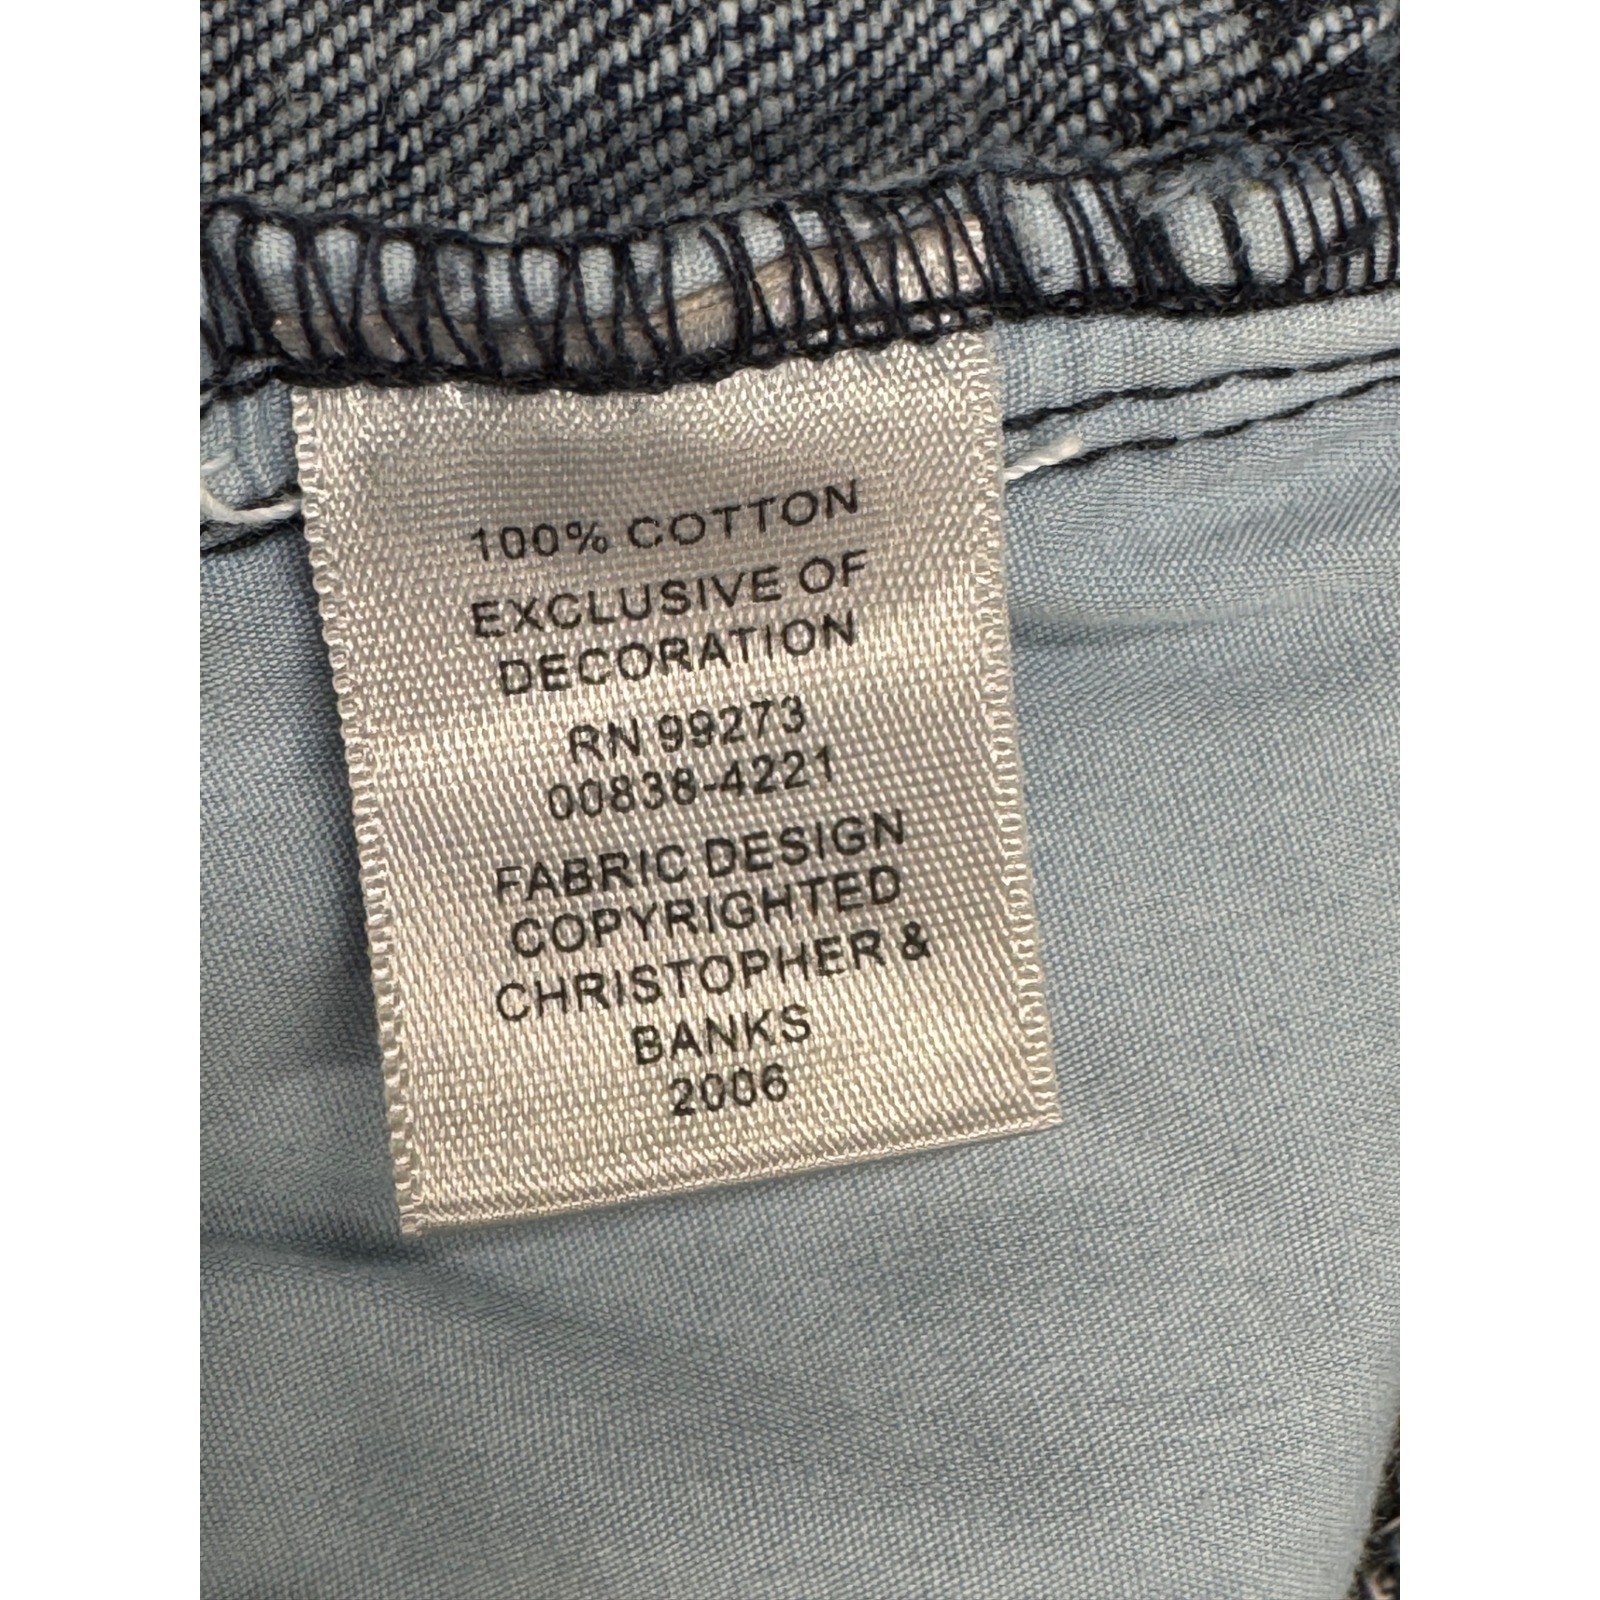 100% COTTON
EXCLUSIVE OF
DECORATION
RN 99273
00838-4221
FABRIC DESIGN
COPYRIGHTED
CHRISTOPHER &
BANKS
2006